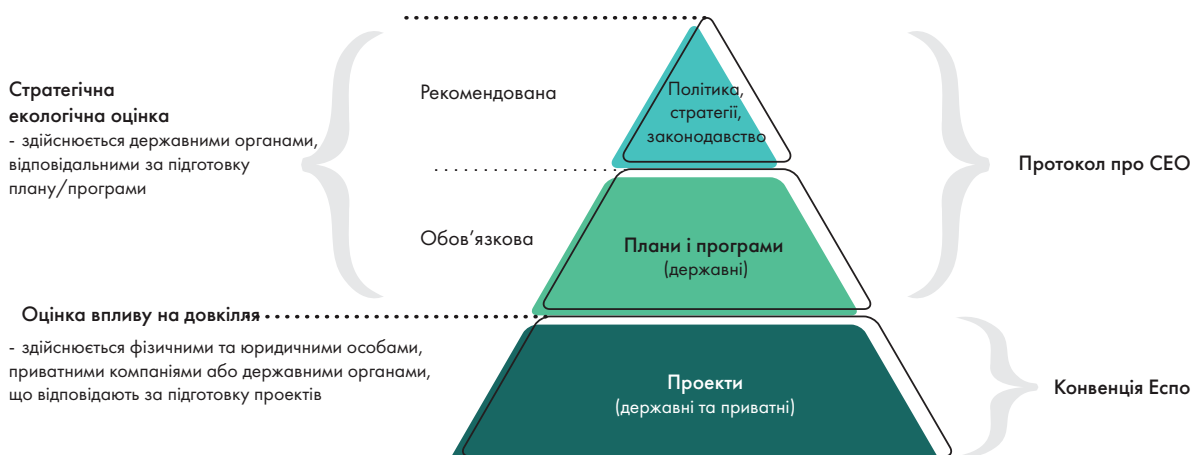 Стратегічна
екологічна оцінка
- здійснюється державними органами,
відповідальними за підготовку
плану/програми
Рекомендована
Політика,
стратегії,
законодавство
Протокол про СЕО
Обов’язкова
Плани і програми
(державні)
Оцінка впливу на довкілля
- здійснюється фізичними та юридичними особами,
приватними компаніями або державними органами,
що відповідають за підготовку проектів
Проекти
(державні та приватні)
Конвенція Еспо